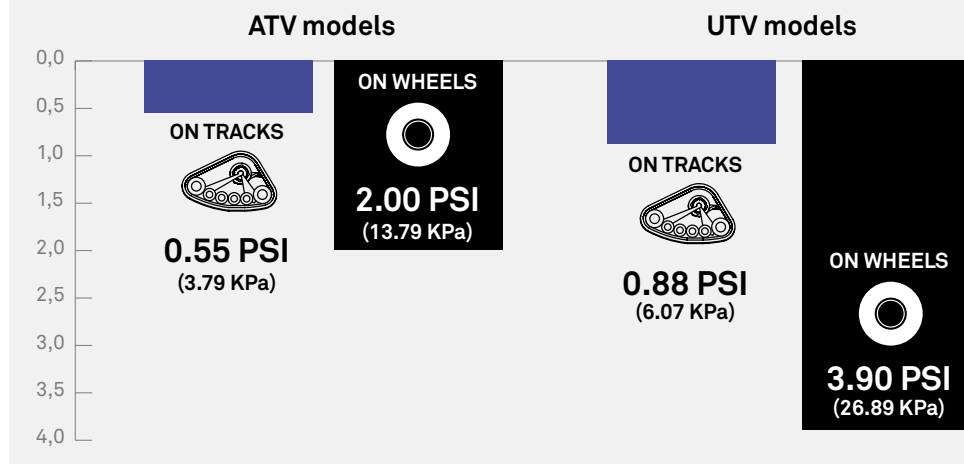 ATV models
UTV models
0,0
0,5
1,0
1,5
2,0
2,5
3,0
3,5
4,0
ON TRACKS
0.55 PSI
(3.79 KPa)
ON WHEELS
2.00 PSI
(13.79 KPa)
ON TRACKS
0.88 PSI
(6.07 KPa)
ON WHEELS
3.90 PSI
(26.89 KPa)